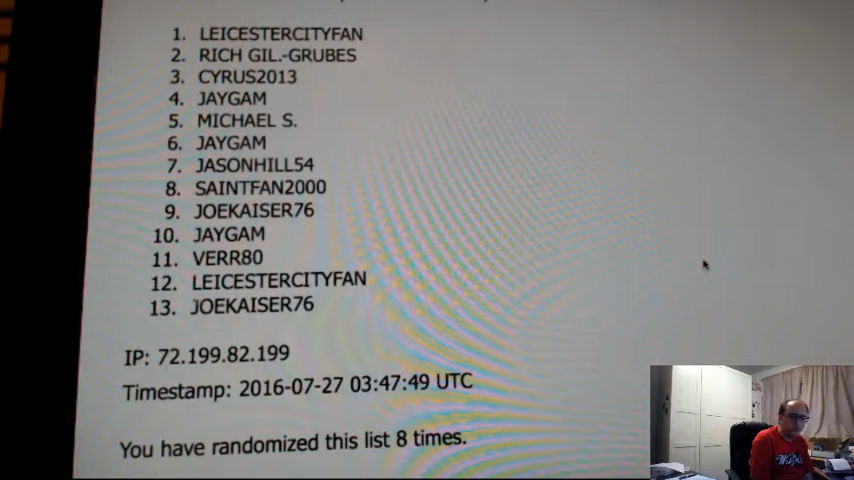 1. LEICESTERCITYFAN
2. RICH GIL.-GRUBES
3. CYRUS2013
4. JAYGAM
5. MICHAEL S.
6. JAYGAM
7. JASONHILL54
8. SAINTFAN2000
9. JOEKAISER76
10. JAYGAM
11. VERR80
12. LEICESTERCITYFAN
13. JOEKAISER76
IP: 72.199.82.199
Timestamp: 2016-07-27 03:47:49 UTC
You have randomized this list 8 times.